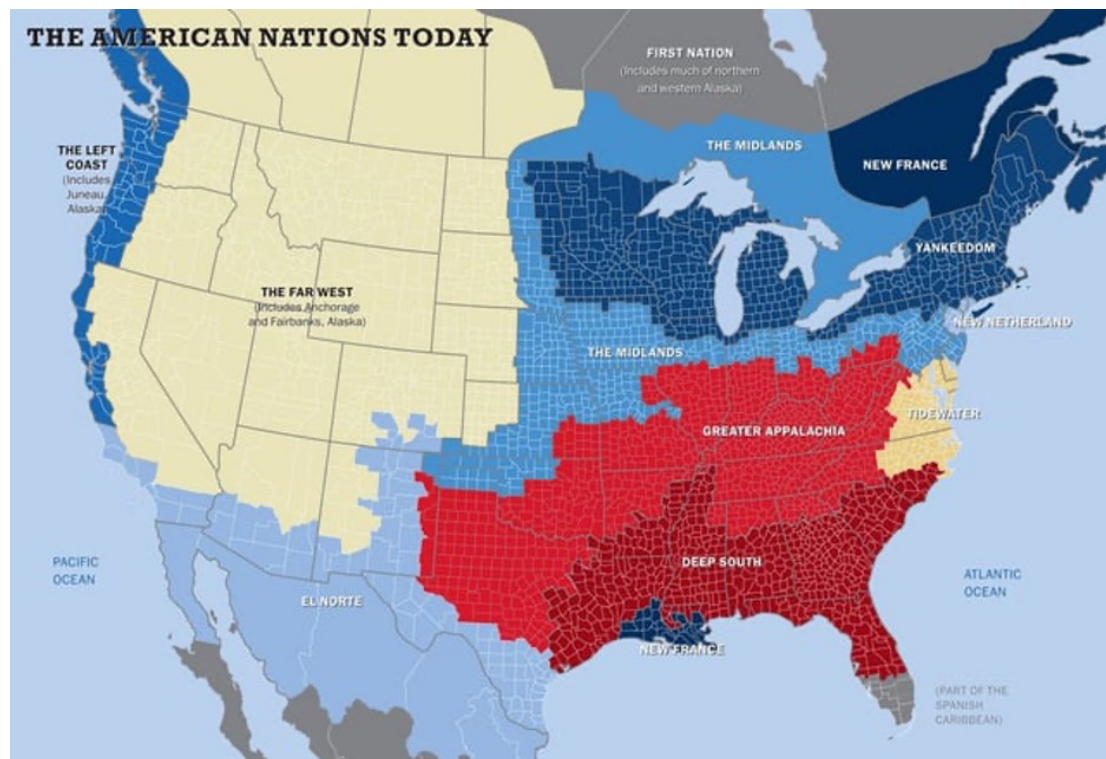 THE AMERICAN NATIONS TODAY
FIRST NATION
(Includes much of northern
and western Alaska)
THE LEFT
COAST
(Includes
Juneau,
Alaska)
THE MIDLANDS
NEW FRANCE
YANKEEDOM
THE FAR WEST
(Includes Anchorage
and Fairbanks, Alaska)
NEW NETHERLAND
THE MIDLANDS
TIDEWATER
GREATER APPALACHIA
PACIFIC
OCEAN
DEEP SOUTH
ATLANTIC
OCEAN
EL NORTE
NEW FRANCE
(PART OF THE
SPANISH
CARIBBEAN)